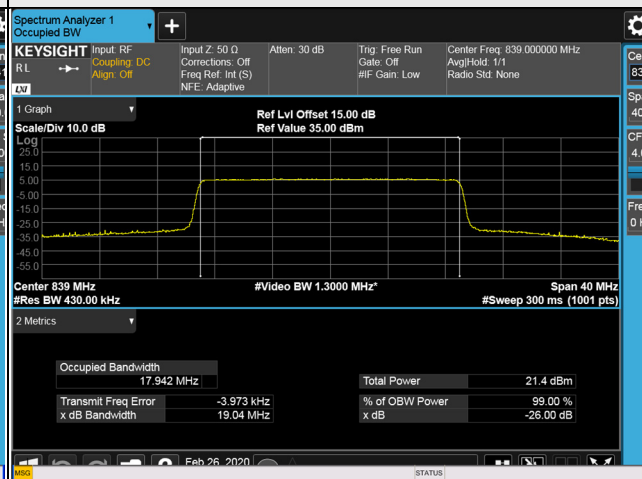 Spectrum Analyzer 1
Occupied BW
+
KEYSIGHT Input: RF
R L
Coupling: DC
Align: Off
LXI
Input Z: 50 Ω
Corrections: Off
Freq Ref: Int (S)
NFE: Adaptive
Atten: 30 dB
Trig: Free Run
Gate: Off
#IF Gain: Low
Center Freq: 839.000000 MHz
Avg|Hold: 1/1
Radio Std: None
1 Graph
Scale/Div 10.0 dB
Ref Lvl Offset 15.00 dB
Ref Value 35.00 dBm
Log
25.0
15.0
5.00
-5.00
-15.0
-25.0
-35.0
-45.0
-55.0
Center 839 MHz
#Res BW 430.00 kHz
#Video BW 1.3000 MHz*
Span 40 MHz
#Sweep 300 ms (1001 pts)
2 Metrics
Occupied Bandwidth
17.942 MHz
Transmit Freq Error -3.973 kHz
x dB Bandwidth 19.04 MHz
Total Power 21.4 dBm
% of OBW Power 99.00 %
x dB -26.00 dB
Feb 26, 2020
MSG
STATUS